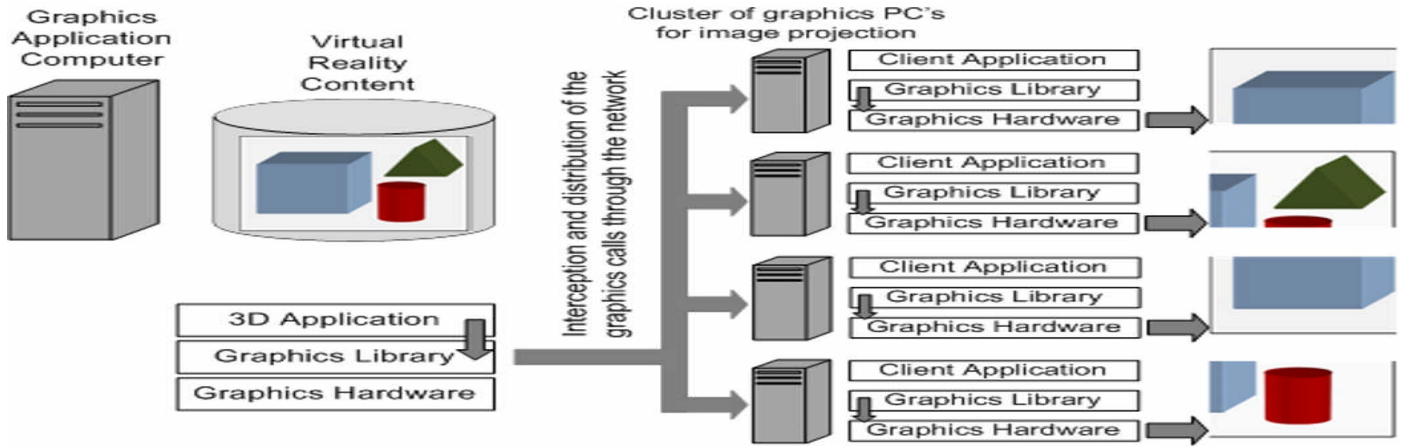 Graphics
Application
Computer
Virtual
Reality
Content
3D Application
Graphics Library
Graphics Hardware
Interception and distribution of the
graphics calls through the network
Cluster of graphics PC's
for image projection
Client Application
Graphics Library
Graphics Hardware
Client Application
Graphics Library
Graphics Hardware
Client Application
Graphics Library
Graphics Hardware
Client Application
Graphics Library
Graphics Hardware